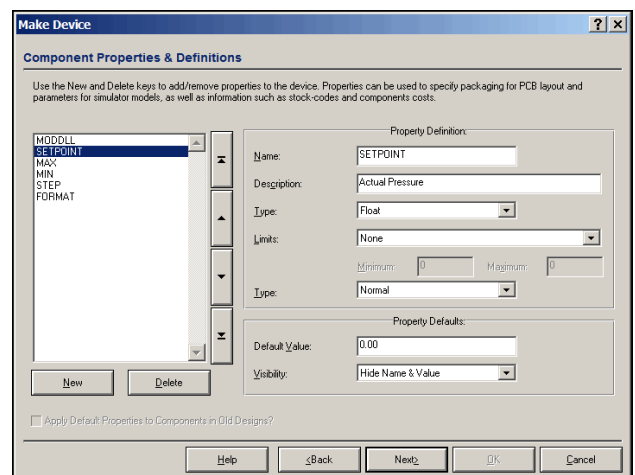 Make Device
Component Properties & Definitions
Use the New and Delete keys to add/remove properties to the device. Properties can be used to specify packaging for PCB layout and
parameters for simulator models, as well as information such as stock-codes and components costs.
MODDLL
SETPOINT
MAX
MIN
STEP
FORMAT
New
Delete
Property Definition:
Name:
SETPOINT
Description:
Actual Pressure
Type:
Float
Limits:
None
Minimum:
0
Maximum:
0
Type:
Normal
Property Defaults:
Default Value:
0.00
Visibility:
Hide Name & Value
Apply Default Properties to Components in Old Designs?
Help
<Back
Next>
OK
Cancel